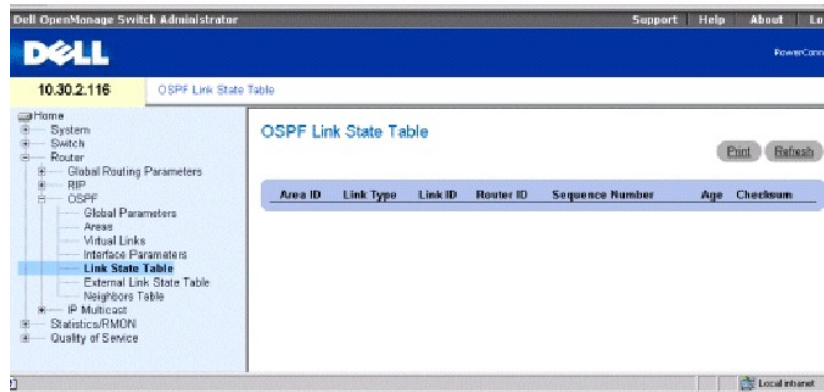 Dell OpenManage Switch Administrator
Support Help About Lo
DELL
PowerConn
10.30.2.116
OSPF Link State Table
Home
System
Switch
Router
Global Routing Parameters
RIP
OSPF
Global Parameters
Areas
Virtual Links
Interface Parameters
Link State Table
External Link State Table
Neighbors Table
IP Multicast
Statistics/RMON
Quality of Service
OSPF Link State Table
Print Refresh
Area ID Link Type Link ID Router ID Sequence Number Age Checksum
Local intranet